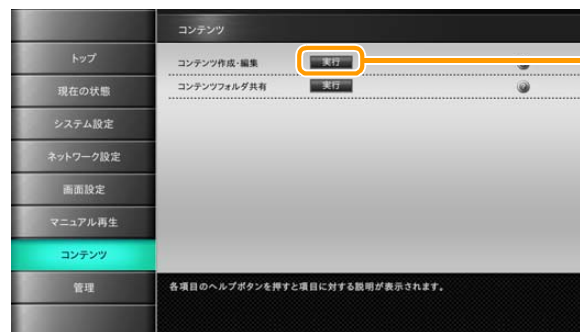 コンテンツ
トップ
現在の状態
システム設定
ネットワーク設定
画面設定
マニュアル再生
コンテンツ
管理
コンテンツ作成・編集 実行 ?
コンテンツフォルダ共有 実行 ?
各項目のヘルプボタンを押すと項目に対する説明が表示されます。